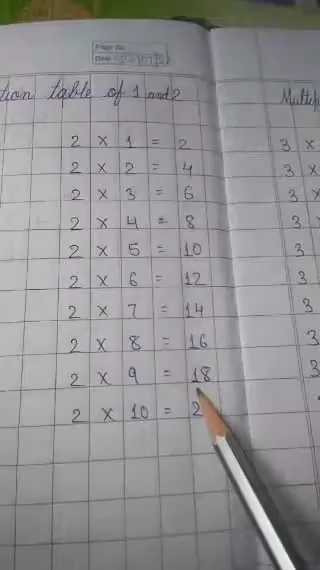 Page No.
Date
tion table of 1 and 2
2 × 1 = 2
2 × 2 = 4
2 × 3 = 6
2 × 4 = 8
2 × 5 = 10
2 × 6 = 12
2 × 7 = 14
2 × 8 = 16
2 × 9 = 18
2 × 10 = 2
Multip
3 ×
3 ×
3 ×
3
3
3
3
3
3